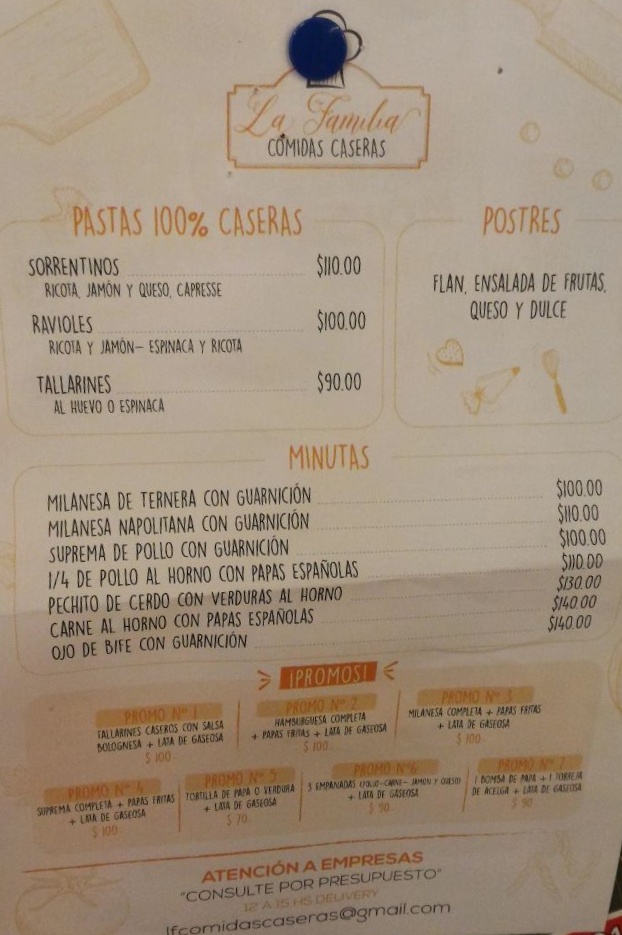 La Familia
COMIDAS CASERAS
PASTAS 100% CASERAS
SORRENTINOS $110.00
RICOTA, JAMÓN Y QUESO, CAPRESSE
RAVIOLES $100.00
RICOTA Y JAMÓN- ESPINACA Y RICOTA
TALLARINES $90.00
AL HUEVO O ESPINACA
POSTRES
FLAN, ENSALADA DE FRUTAS,
QUESO Y DULCE
MINUTAS
MILANESA DE TERNERA CON GUARNICIÓN $100.00
MILANESA NAPOLITANA CON GUARNICIÓN $110.00
SUPREMA DE POLLO CON GUARNICIÓN $100.00
1/4 DE POLLO AL HORNO CON PAPAS ESPAÑOLAS $110.00
PECHITO DE CERDO CON VERDURAS AL HORNO $130.00
CARNE AL HORNO CON PAPAS ESPAÑOLAS $140.00
OJO DE BIFE CON GUARNICIÓN $140.00
¡PROMOS!
PROMO Nº 1
TALLARINES CASEROS CON SALSA
BOLOGNESA + LATA DE GASEOSA
$ 100
PROMO Nº 2
HAMBURGUESA COMPLETA
+ PAPAS FRITAS + LATA DE GASEOSA
$ 100
PROMO Nº 3
MILANESA COMPLETA + PAPAS FRITAS
+ LATA DE GASEOSA
$ 100
PROMO Nº 4
SUPREMA COMPLETA + PAPAS FRITAS
+ LATA DE GASEOSA
$ 100
PROMO Nº 5
TORTILLA DE PAPA O VERDURA
+ LATA DE GASEOSA
$ 70
PROMO Nº6
3 EMPANADAS (POLLO-CARNE- JAMON Y QUESO)
+ LATA DE GASEOSA
$ 90
PROMO Nº 7
1 BOMBA DE PAPA + 1 TORREJA
DE ACELGA + LATA DE GASEOSA
$ 90
ATENCIÓN A EMPRESAS
"CONSULTE POR PRESUPUESTO"
12 A 15 HS DELIVERY
lfcomidascaseras@gmail.com